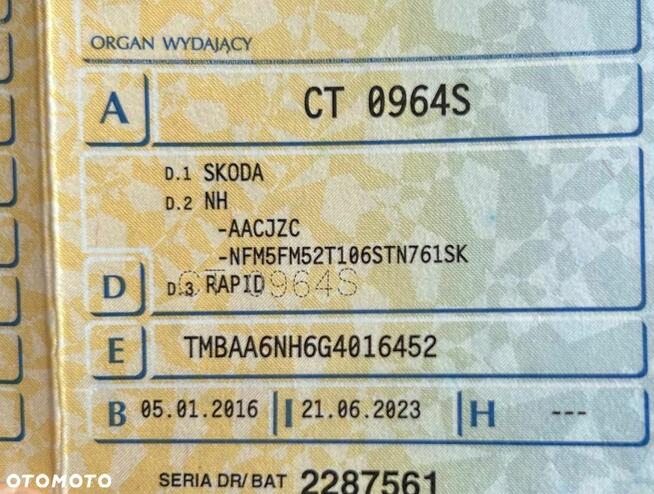 ORGAN WYDAJĄCY
A CT 0964S
D.1 SKODA
D.2 NH
-AACJZC
-NFM5FM52T106STN761SK
D D.3 RAPID
CT 0964S
E TMBAA6NH6G4016452
B 05.01.2016 I 21.06.2023 H ---
SERIA DR/BAT 2287561
OTOMOTO